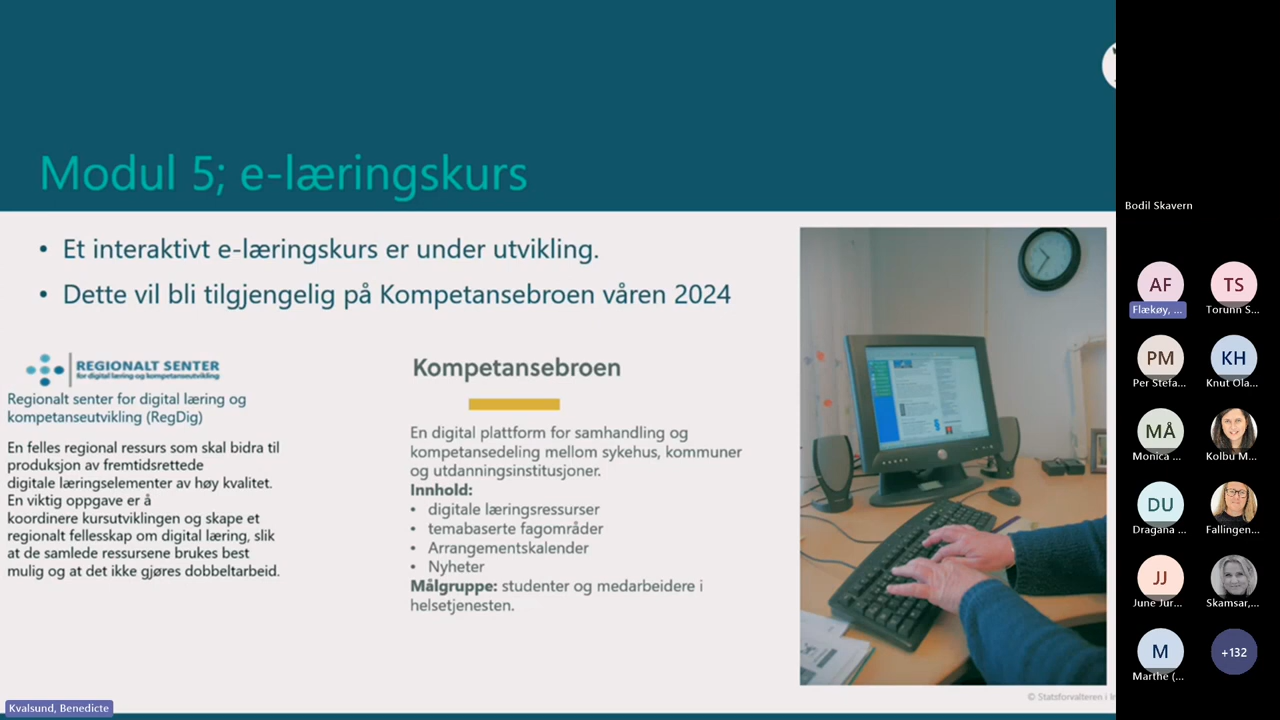 Modul 5; e-læringskurs
• Et interaktivt e-læringskurs er under utvikling.
• Dette vil bli tilgjengelig på Kompetansebroen våren 2024
REGIONALT SENTER
for digital læring og kompetanseutvikling
Regionalt senter for digital læring og
kompetanseutvikling (RegDig)
En felles regional ressurs som skal bidra til
produksjon av fremtidsrettede
digitale læringselementer av høy kvalitet.
En viktig oppgave er å
koordinere kursutviklingen og skape et
regionalt fellesskap om digital læring, slik
at de samlede ressursene brukes best
mulig og at det ikke gjøres dobbeltarbeid.
Kompetansebroen
En digital plattform for samhandling og
kompetansedeling mellom sykehus, kommuner
og utdanningsinstitusjoner.
Innhold:
• digitale læringsressurser
• temabaserte fagområder
• Arrangementskalender
• Nyheter
Målgruppe: studenter og medarbeidere i
helsetjenesten.
© Statsforvalteren i
Kvalsund, Benedicte
Bodil Skavern
AF
TS
Flækøy, ...
Torunn S...
PM
KH
Per Stefa...
Knut Ola...
MÅ
Monica ...
Kolbu M...
DU
Dragana ...
Fallingen...
JJ
June Jur...
Skamsar,...
M
+132
Marthe (...